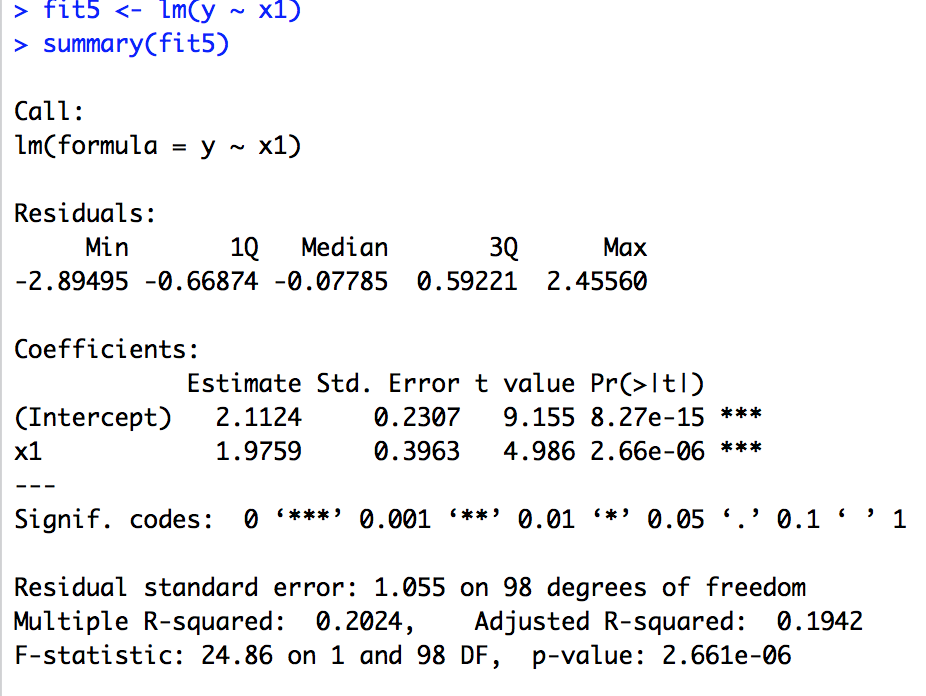 > fit5 <- lm(y ~ x1)
> summary(fit5)
Call:
lm(formula = y ~ x1)
Residuals:
     Min       1Q   Median       3Q      Max
-2.89495 -0.66874 -0.07785  0.59221  2.45560
Coefficients:
            Estimate Std. Error t value Pr(>|t|)
(Intercept)   2.1124     0.2307   9.155 8.27e-15 ***
x1            1.9759     0.3963   4.986 2.66e-06 ***
---
Signif. codes:  0 ‘***’ 0.001 ‘**’ 0.01 ‘*’ 0.05 ‘.’ 0.1 ‘ ’ 1
Residual standard error: 1.055 on 98 degrees of freedom
Multiple R-squared:  0.2024,    Adjusted R-squared:  0.1942
F-statistic: 24.86 on 1 and 98 DF,  p-value: 2.661e-06